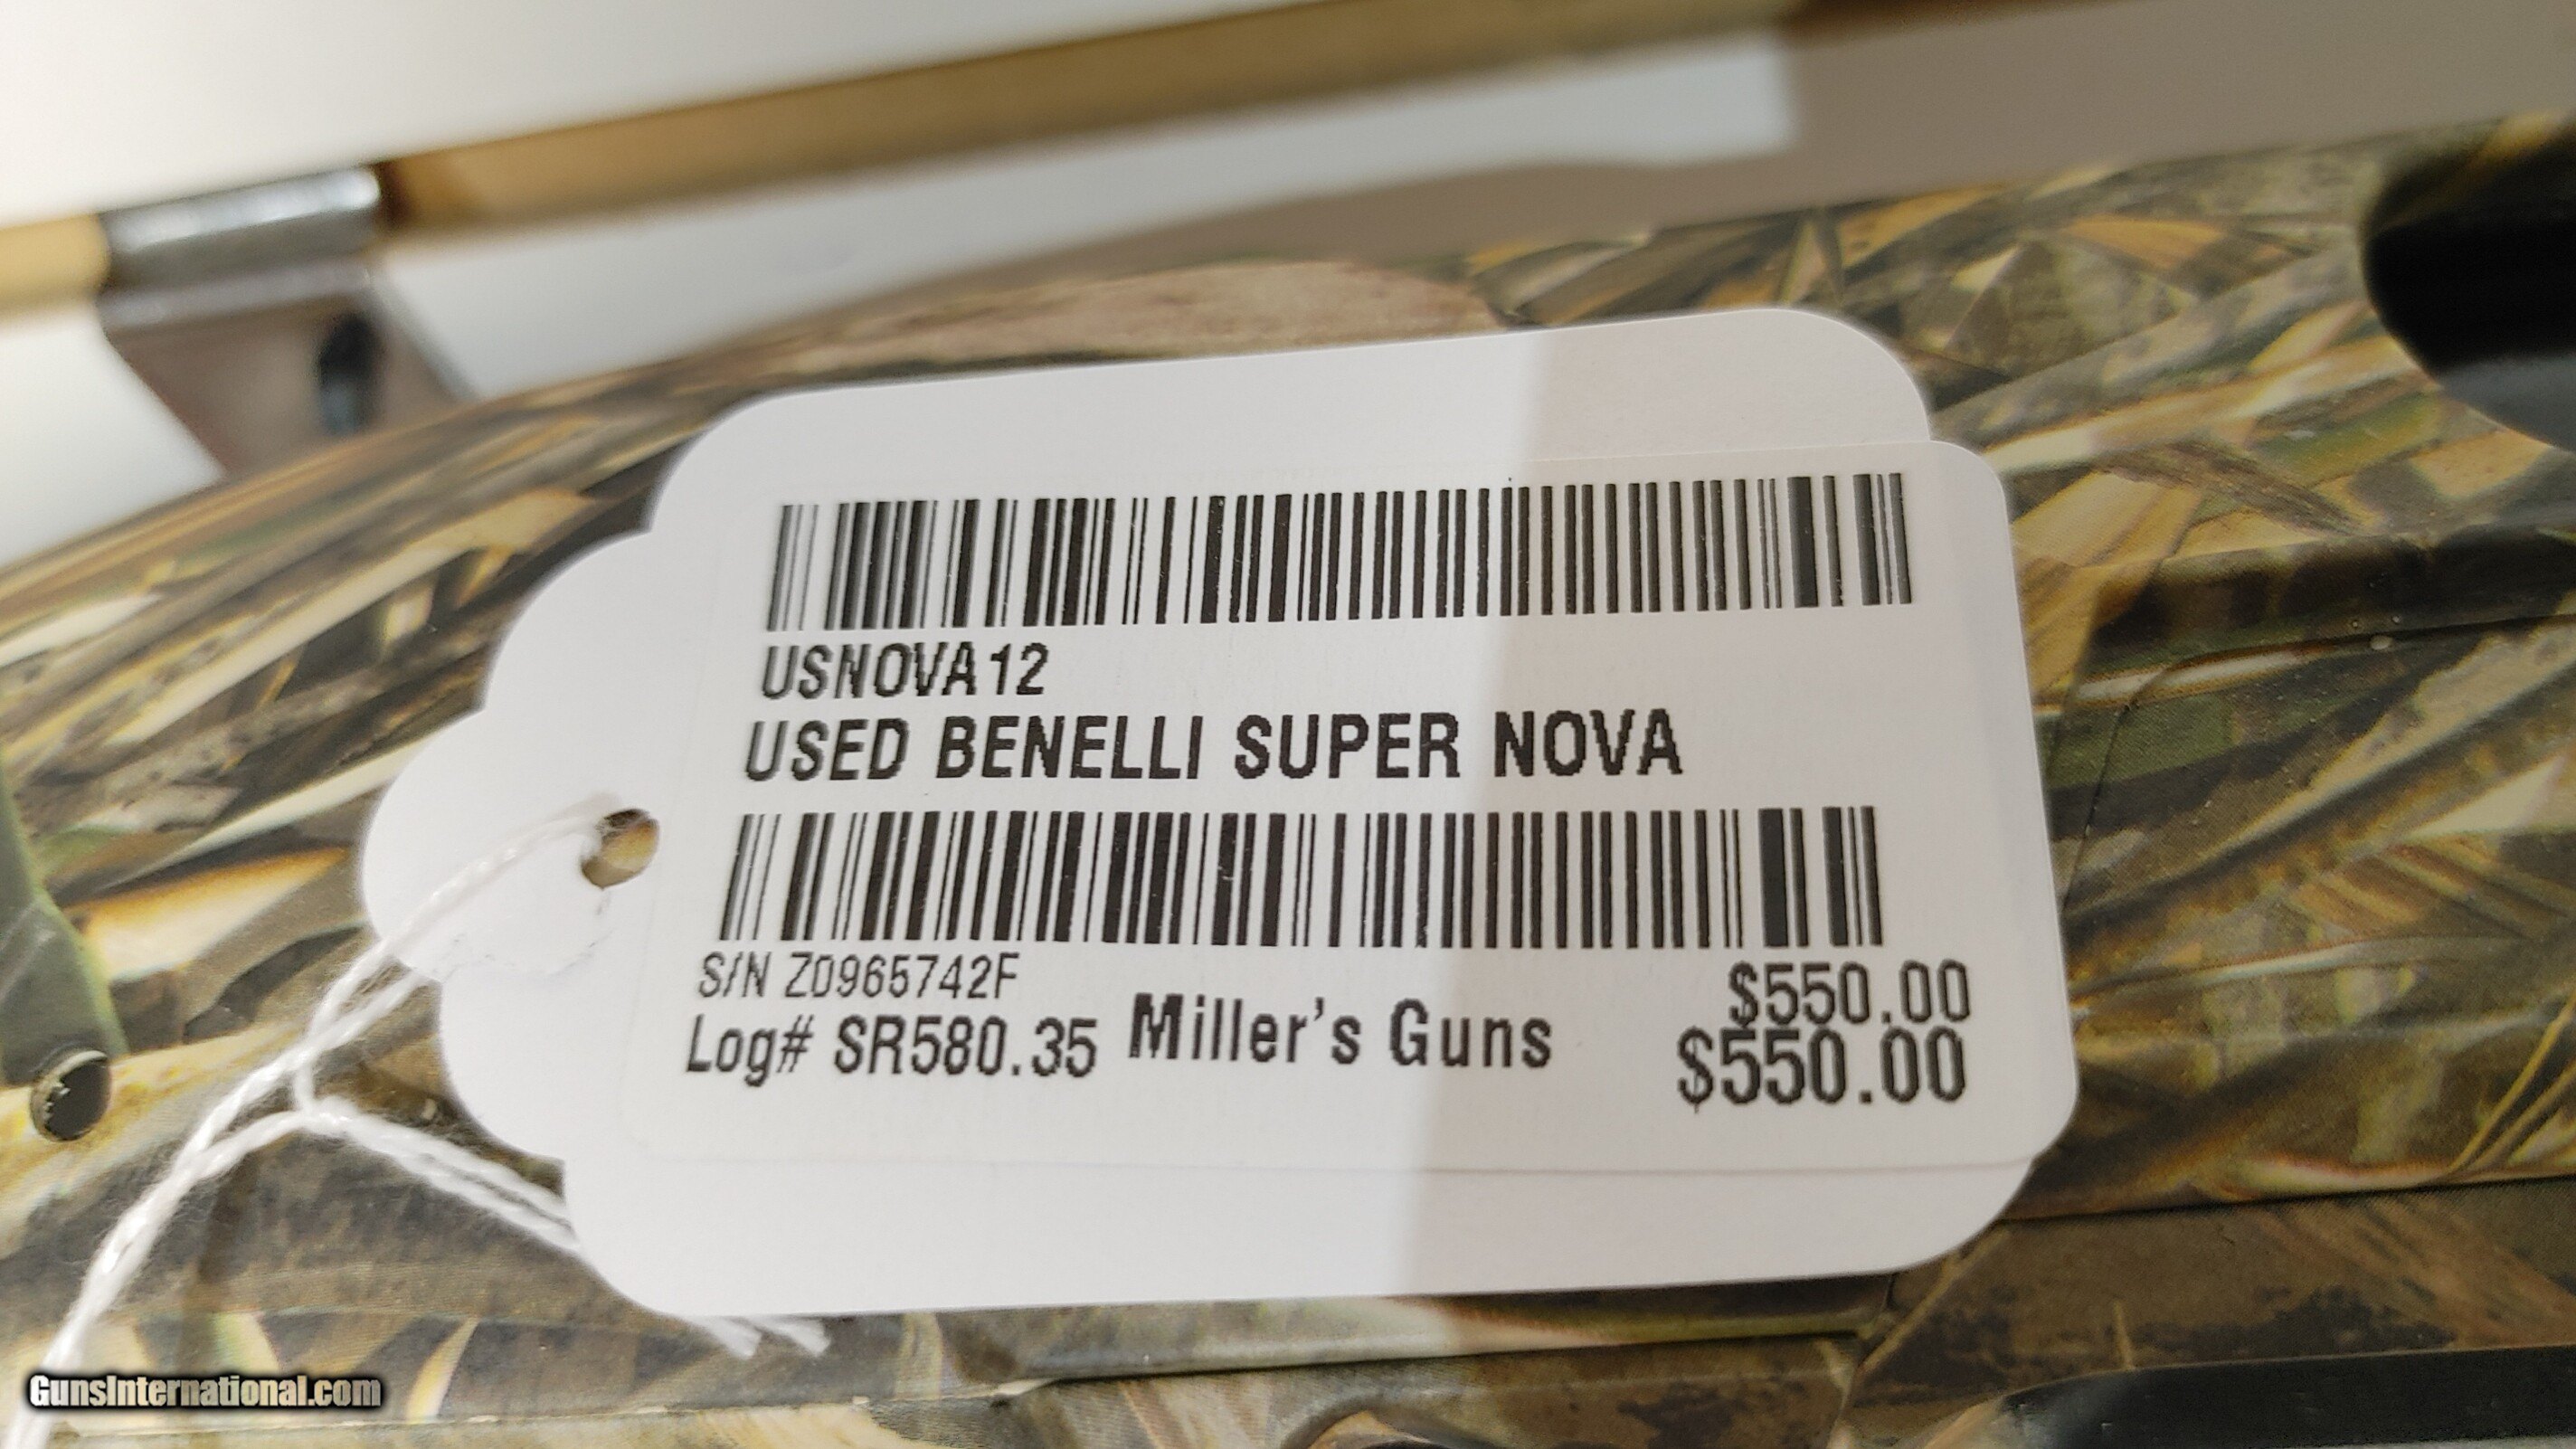 USNOVA12
USED BENELLI SUPER NOVA
S/N Z0965742F
$550.00
Log# SR580.35 Miller's Guns
$550.00
GunsInternational.com